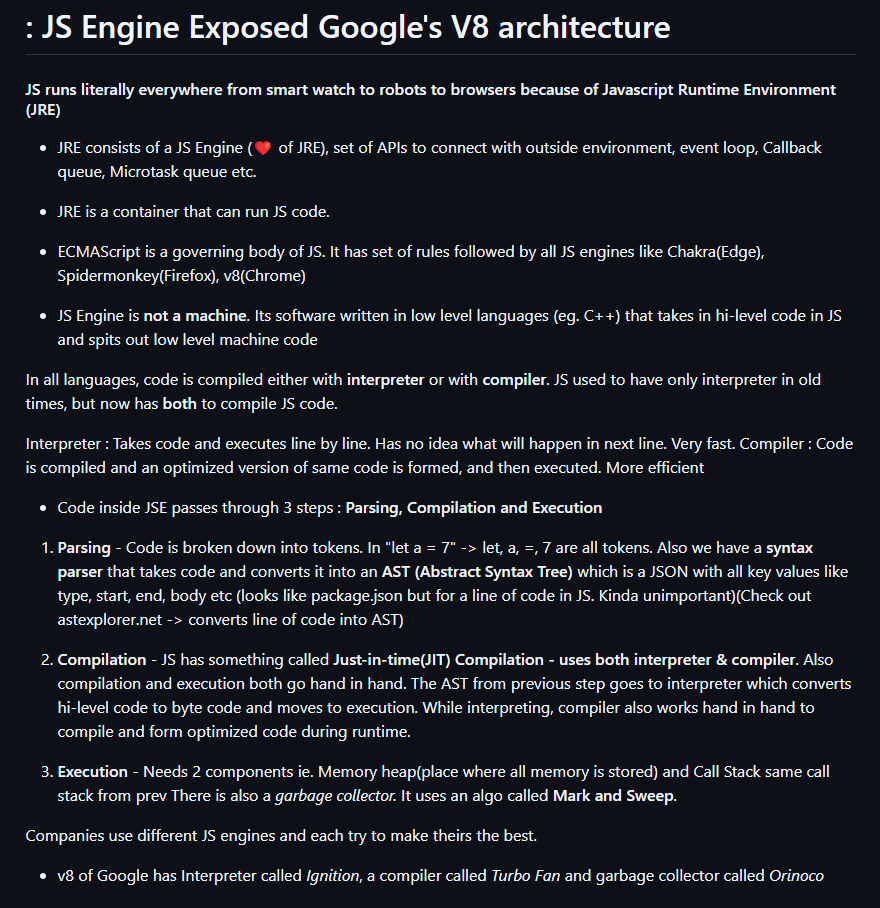 : JS Engine Exposed Google's V8 architecture
JS runs literally everywhere from smart watch to robots to browsers because of Javascript Runtime Environment
(JRE)
• JRE consists of a JS Engine (❤️ of JRE), set of APIs to connect with outside environment, event loop, Callback
queue, Microtask queue etc.
• JRE is a container that can run JS code.
• ECMAScript is a governing body of JS. It has set of rules followed by all JS engines like Chakra(Edge),
Spidermonkey(Firefox), v8(Chrome)
• JS Engine is not a machine. Its software written in low level languages (eg. C++) that takes in hi-level code in JS
and spits out low level machine code
In all languages, code is compiled either with interpreter or with compiler. JS used to have only interpreter in old
times, but now has both to compile JS code.
Interpreter : Takes code and executes line by line. Has no idea what will happen in next line. Very fast. Compiler : Code
is compiled and an optimized version of same code is formed, and then executed. More efficient
• Code inside JSE passes through 3 steps : Parsing, Compilation and Execution
1. Parsing - Code is broken down into tokens. In "let a = 7" -> let, a, =, 7 are all tokens. Also we have a syntax
parser that takes code and converts it into an AST (Abstract Syntax Tree) which is a JSON with all key values like
type, start, end, body etc (looks like package.json but for a line of code in JS. Kinda unimportant)(Check out
astexplorer.net -> converts line of code into AST)
2. Compilation - JS has something called Just-in-time(JIT) Compilation - uses both interpreter & compiler. Also
compilation and execution both go hand in hand. The AST from previous step goes to interpreter which converts
hi-level code to byte code and moves to execution. While interpreting, compiler also works hand in hand to
compile and form optimized code during runtime.
3. Execution - Needs 2 components ie. Memory heap(place where all memory is stored) and Call Stack same call
stack from prev There is also a garbage collector. It uses an algo called Mark and Sweep.
Companies use different JS engines and each try to make theirs the best.
• v8 of Google has Interpreter called Ignition, a compiler called Turbo Fan and garbage collector called Orinoco